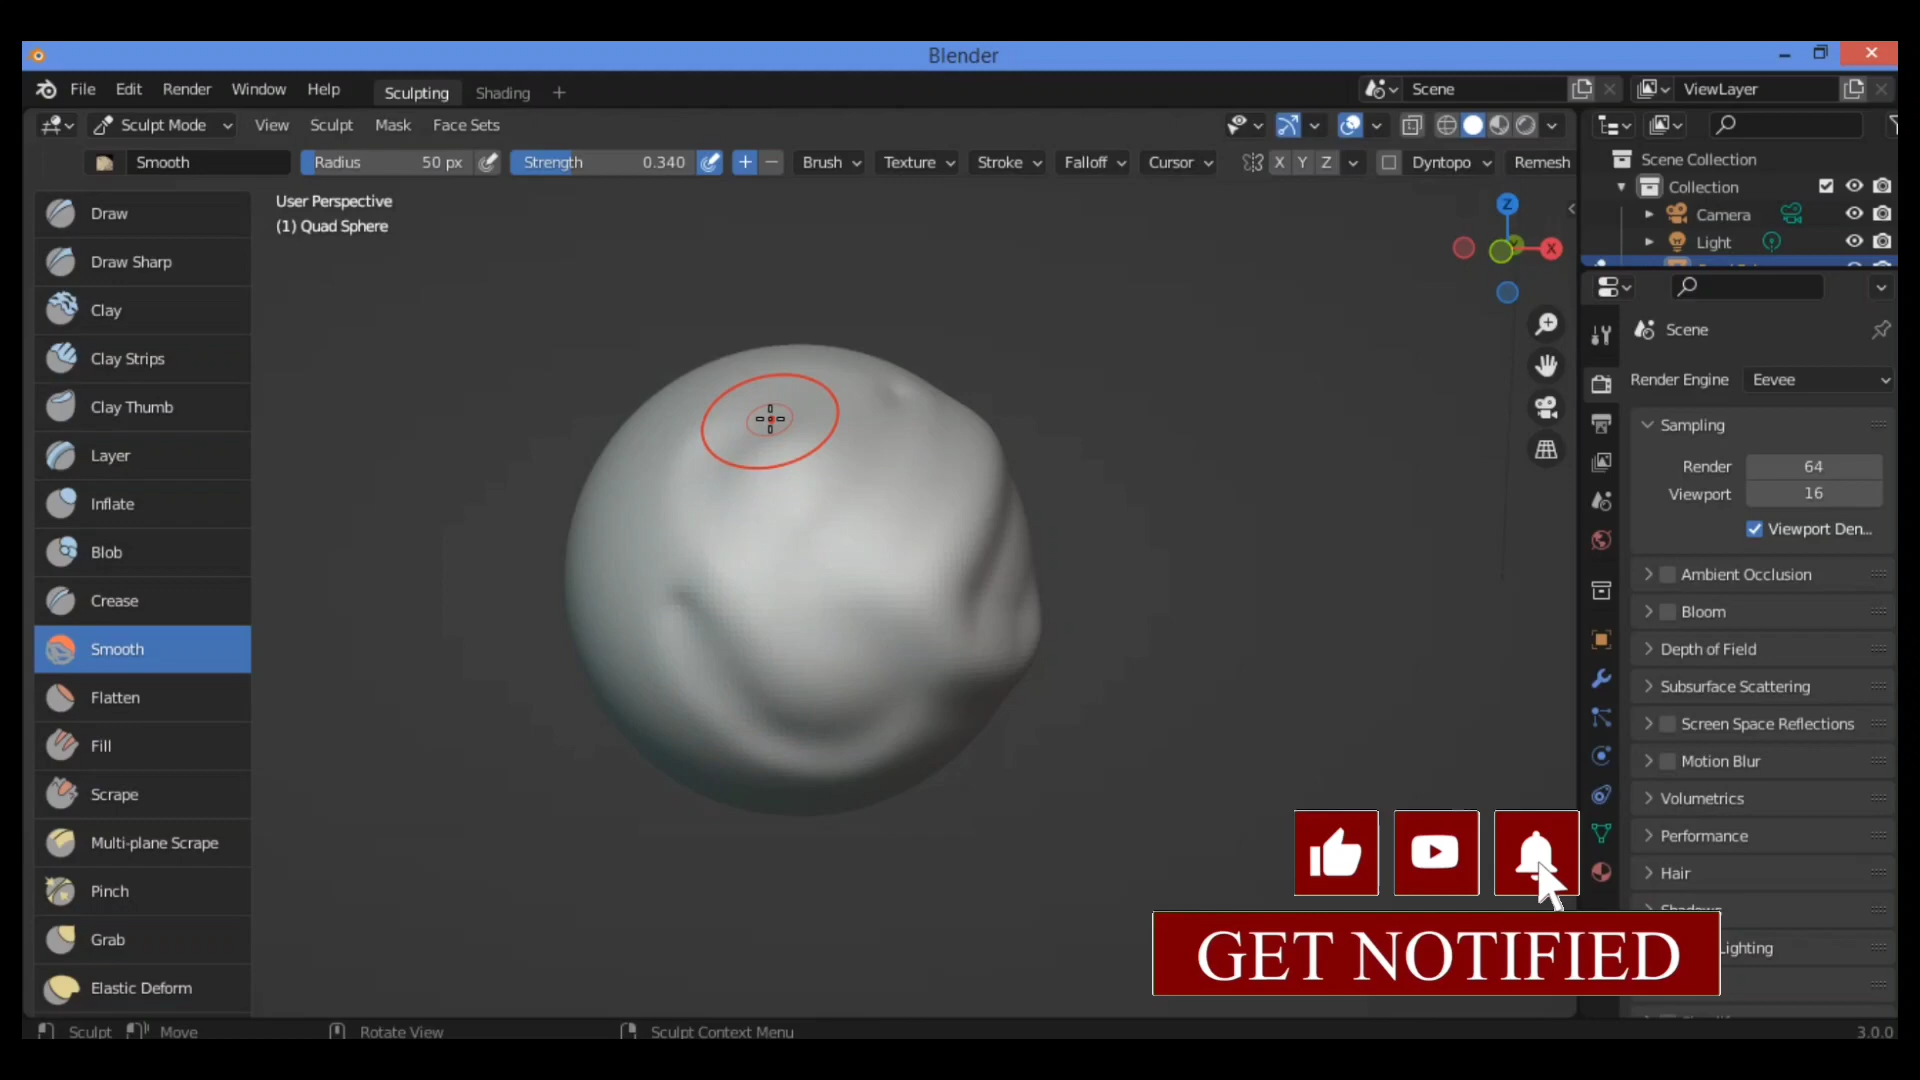 Blender
File Edit Render Window Help Sculpting Shading + Scene ViewLayer
Sculpt Mode View Sculpt Mask Face Sets
Smooth Radius 50 px Strength 0.340 + − Brush Texture Stroke Falloff Cursor X Y Z Dyntopo Remesh
Scene Collection
Collection
Camera
Light
User Perspective
(1) Quad Sphere
Z
X
Draw
Draw Sharp
Clay
Clay Strips
Clay Thumb
Layer
Inflate
Blob
Crease
Smooth
Flatten
Fill
Scrape
Multi-plane Scrape
Pinch
Grab
Elastic Deform
Scene
Render Engine Eevee
Sampling
Render 64
Viewport 16
Viewport Den...
Ambient Occlusion
Bloom
Depth of Field
Subsurface Scattering
Screen Space Reflections
Motion Blur
Volumetrics
Performance
Hair
Shadows
Lighting
GET NOTIFIED
Sculpt Move Rotate View Sculpt Context Menu 3.0.0